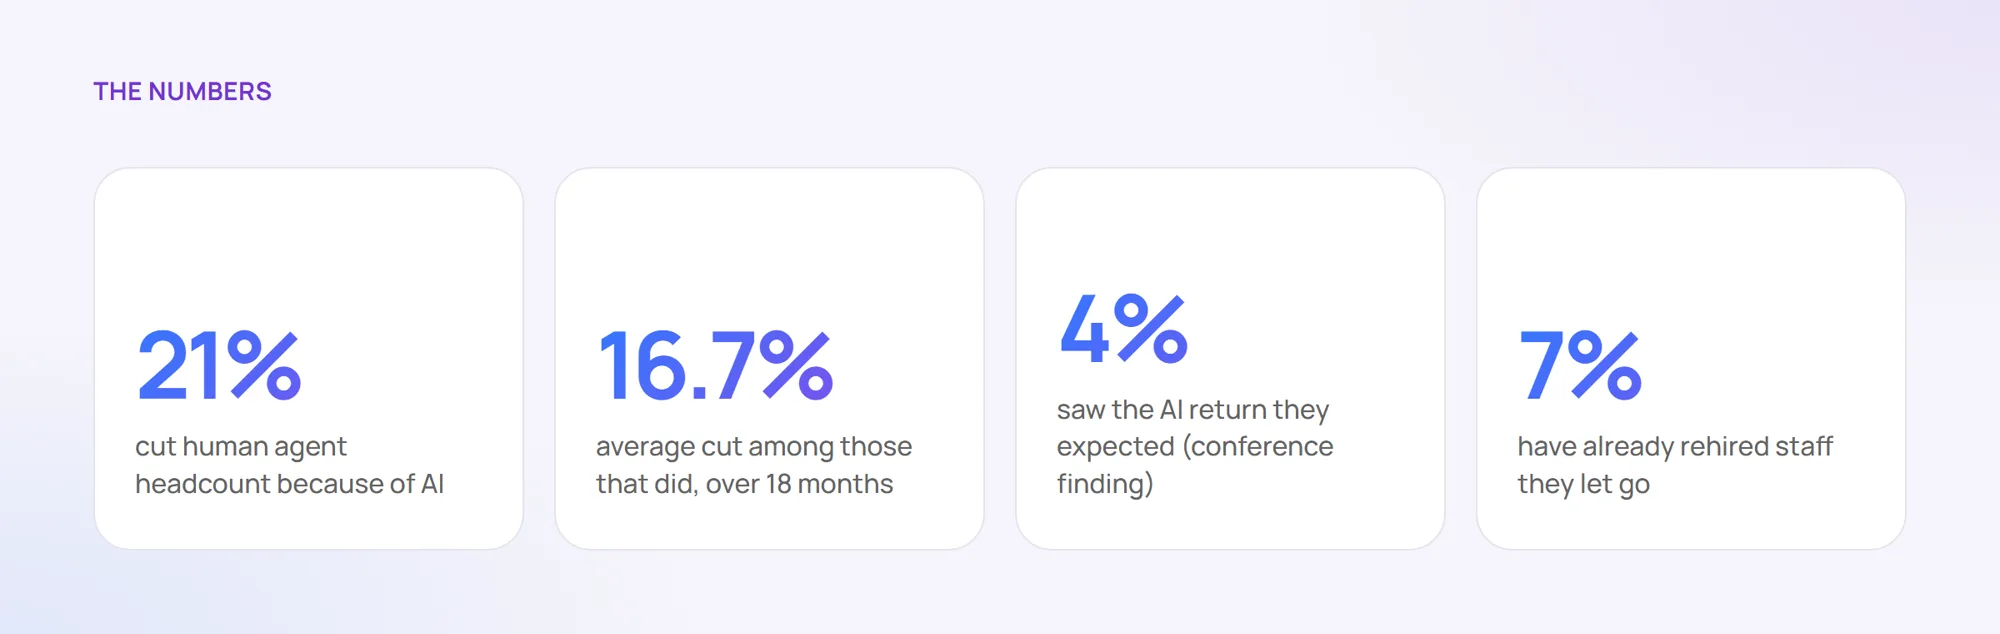 THE NUMBERS
21%
cut human agent
headcount because of AI
16.7%
average cut among those
that did, over 18 months
4%
saw the AI return they
expected (conference
finding)
7%
have already rehired staff
they let go